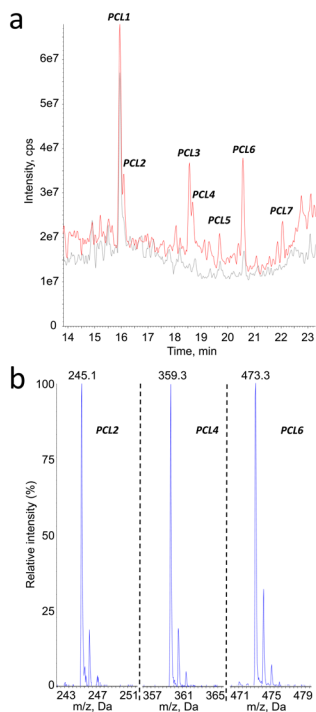 a
PCL1
PCL2
PCL3
PCL4
PCL5
PCL6
PCL7
Intensity, cps
6e7
5e7
4e7
3e7
2e7
1e7
0
14 15 16 17 18 19 20 21 22 23
Time, min
b
245.1 359.3 473.3
PCL2 PCL4 PCL6
Relative intensity (%)
100
75
50
25
0
243 247 251 357 361 365 471 475 479
m/z, Da m/z, Da m/z, Da